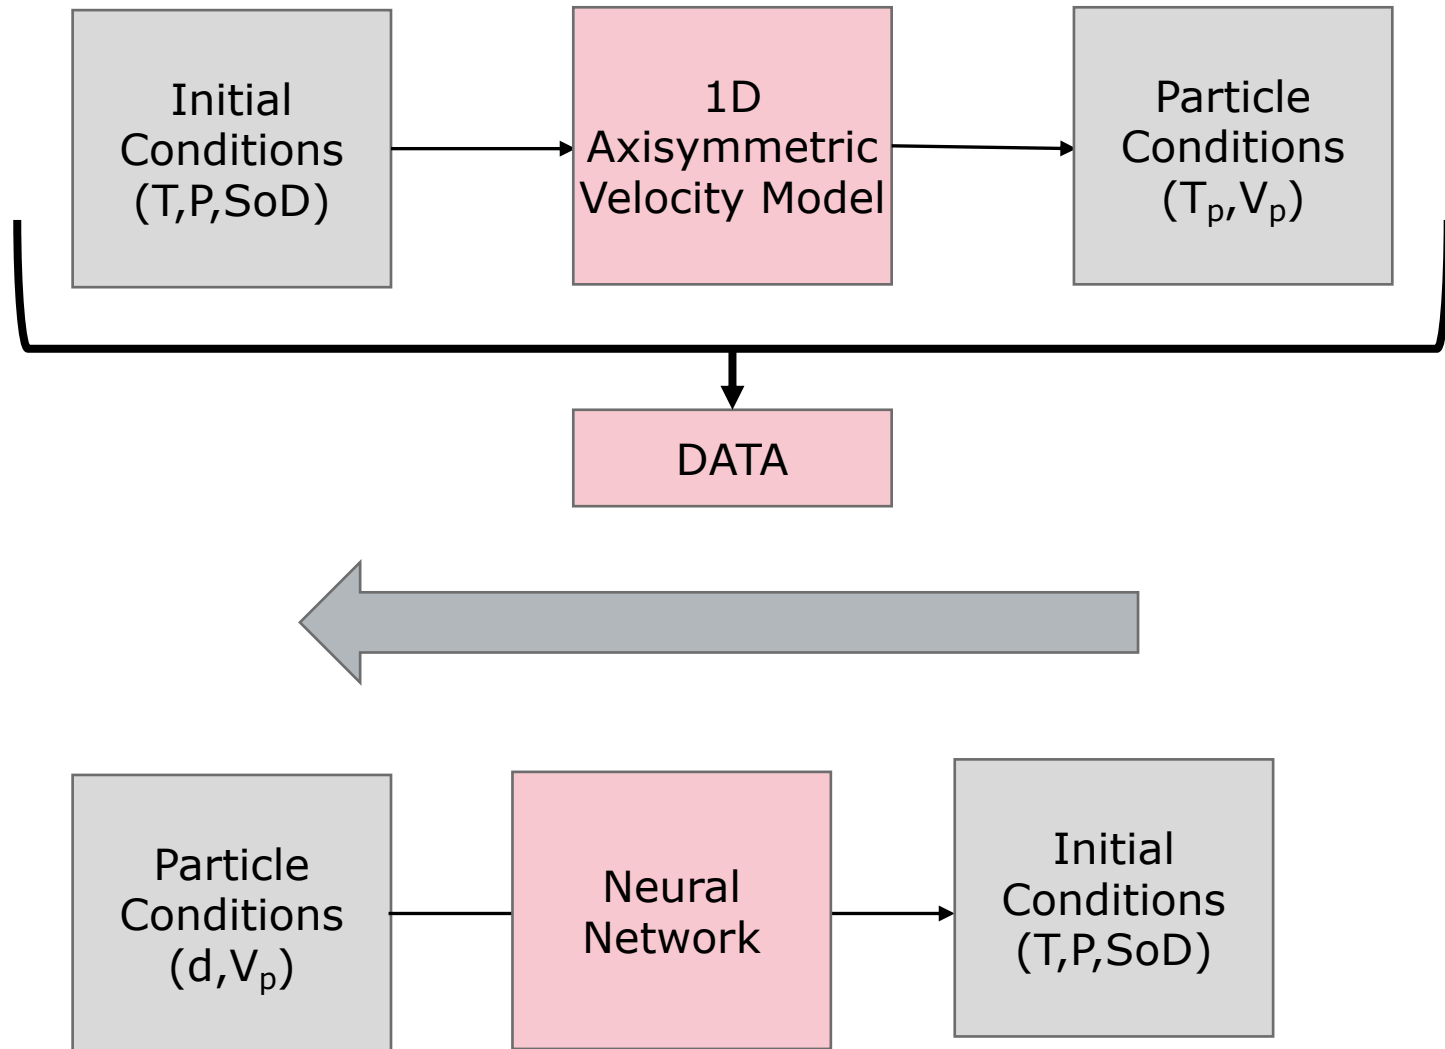 Initial
Conditions
(T,P,SoD)
1D
Axisymmetric
Velocity Model
Particle
Conditions
(Tp,Vp)
DATA
Particle
Conditions
(d,Vp)
Neural
Network
Initial
Conditions
(T,P,SoD)